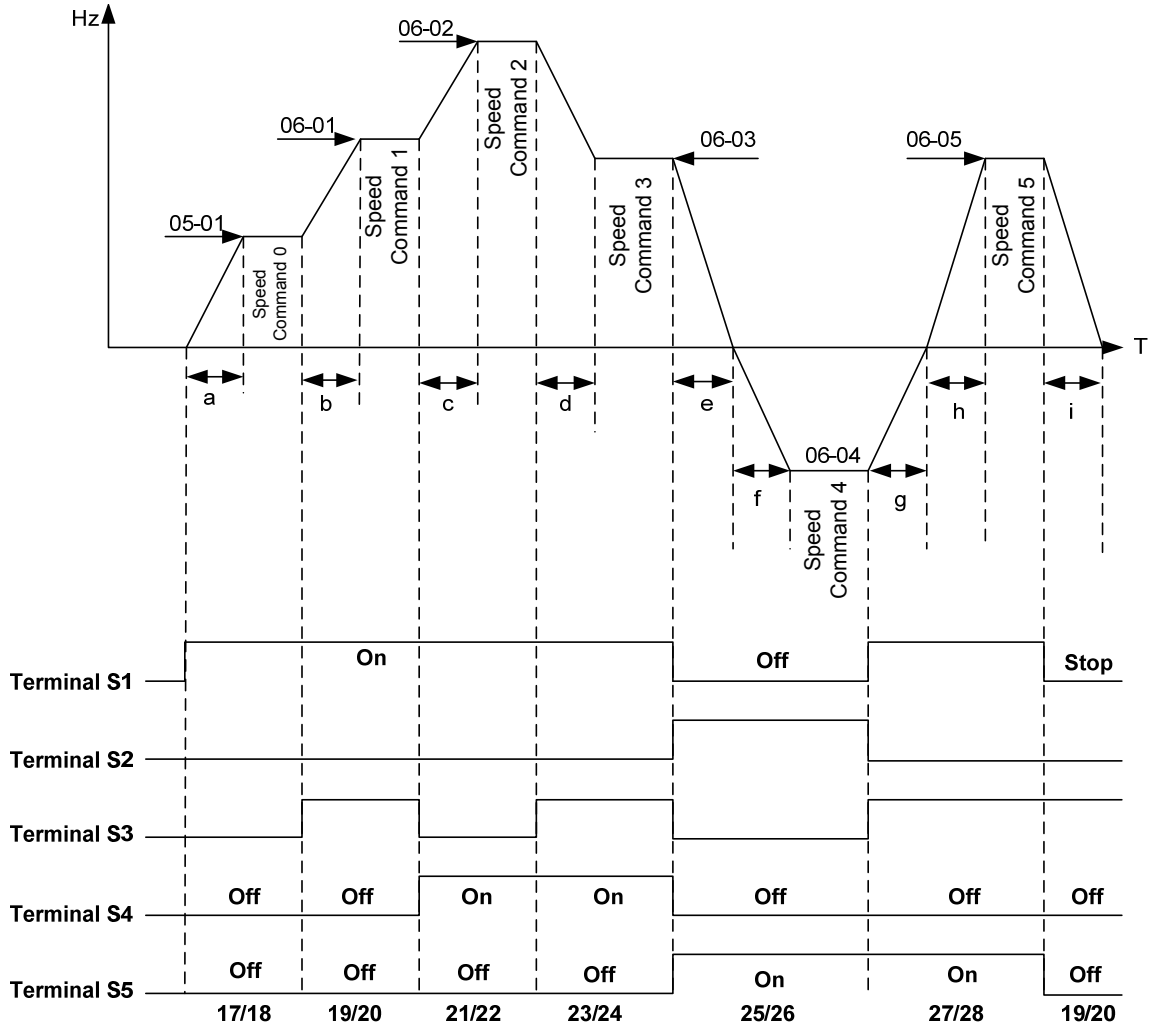 Hz
06-02
Speed
Command 2
06-01
06-03
06-05
Speed
Command 1
Speed
Command 3
Speed
Command 5
05-01
Speed
Command 0
T
a
b
c
d
e
h
i
06-04
f
g
Speed
Command 4
Terminal S1
On
Off
Stop
Terminal S2
Terminal S3
Terminal S4
Off
Off
On
On
Off
Off
Off
Terminal S5
Off
Off
Off
Off
On
On
Off
17/18
19/20
21/22
23/24
25/26
27/28
19/20